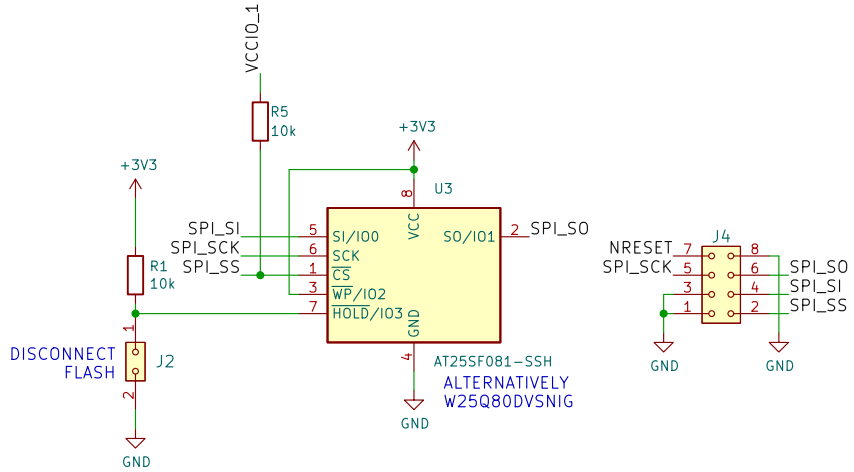 VCCIO_1
R5
10k
+3V3
+3V3
U3
8
VCC
SPI_SI
5
SI/IO0
SO/IO1
2
SPI_SO
SPI_SCK
6
SCK
SPI_SS
1
CS
3
WP/IO2
7
HOLD/IO3
GND
4
R1
10k
1
DISCONNECT
FLASH
J2
2
GND
AT25SF081-SSH
ALTERNATIVELY
W25Q80DVSNIG
GND
J4
NRESET
7
8
SPI_SCK
5
6
SPI_SO
3
4
SPI_SI
1
2
SPI_SS
GND
GND